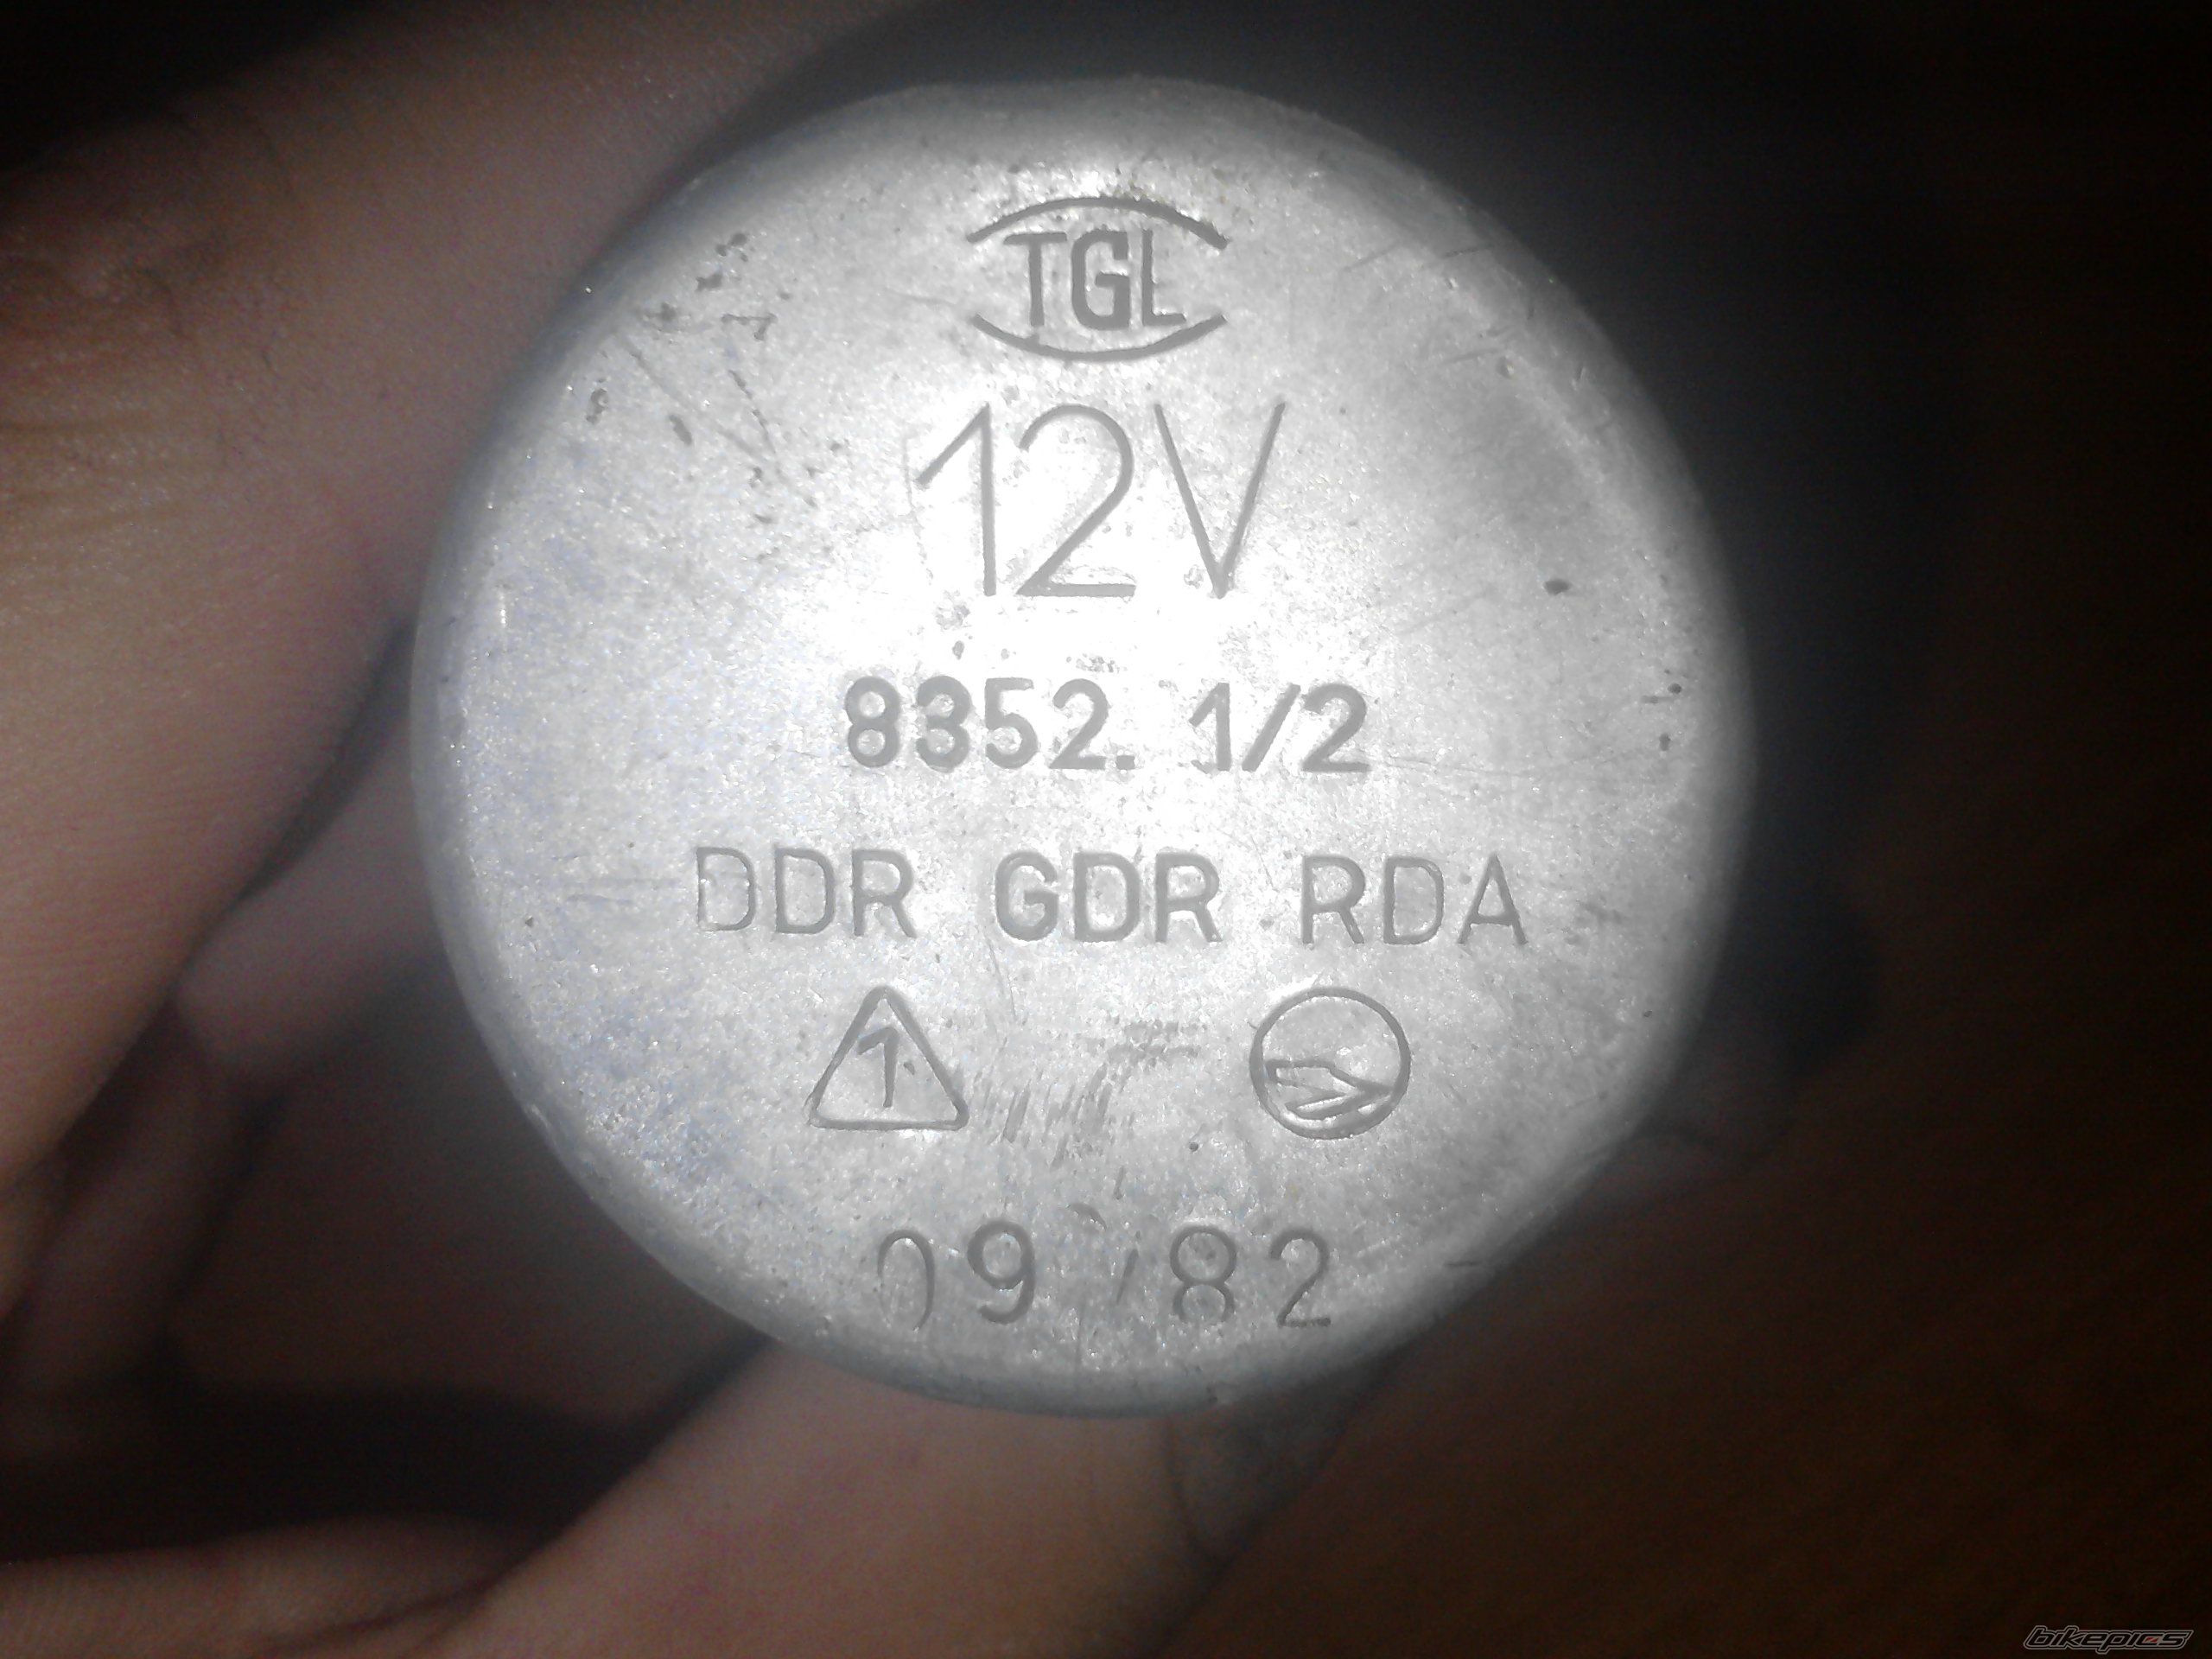 TGL
12V
8352. 1/2
DDR GDR RDA
1
09/82
bikepics